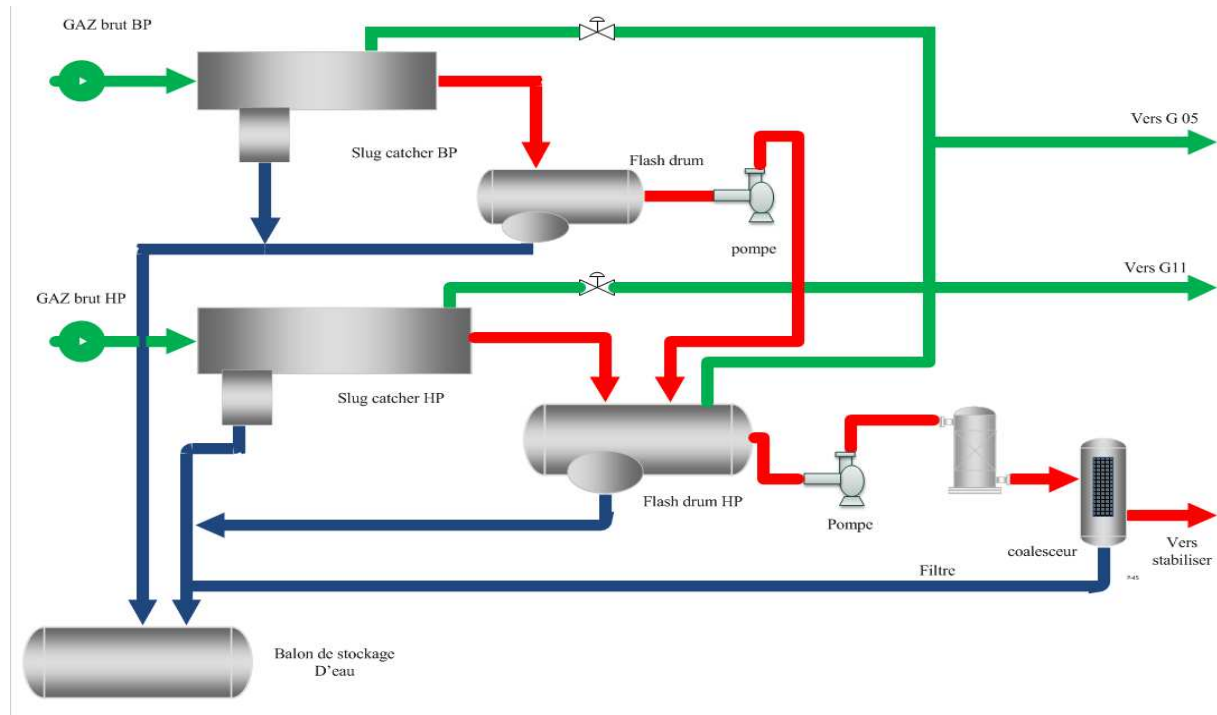 GAZ brut BP
Slug catcher BP
Flash drum
Vers G 05
pompe
Vers G11
GAZ brut HP
Slug catcher HP
Flash drum HP
Pompe
coalesceur
Vers
stabiliser
Filtre
Balon de stockage
D'eau